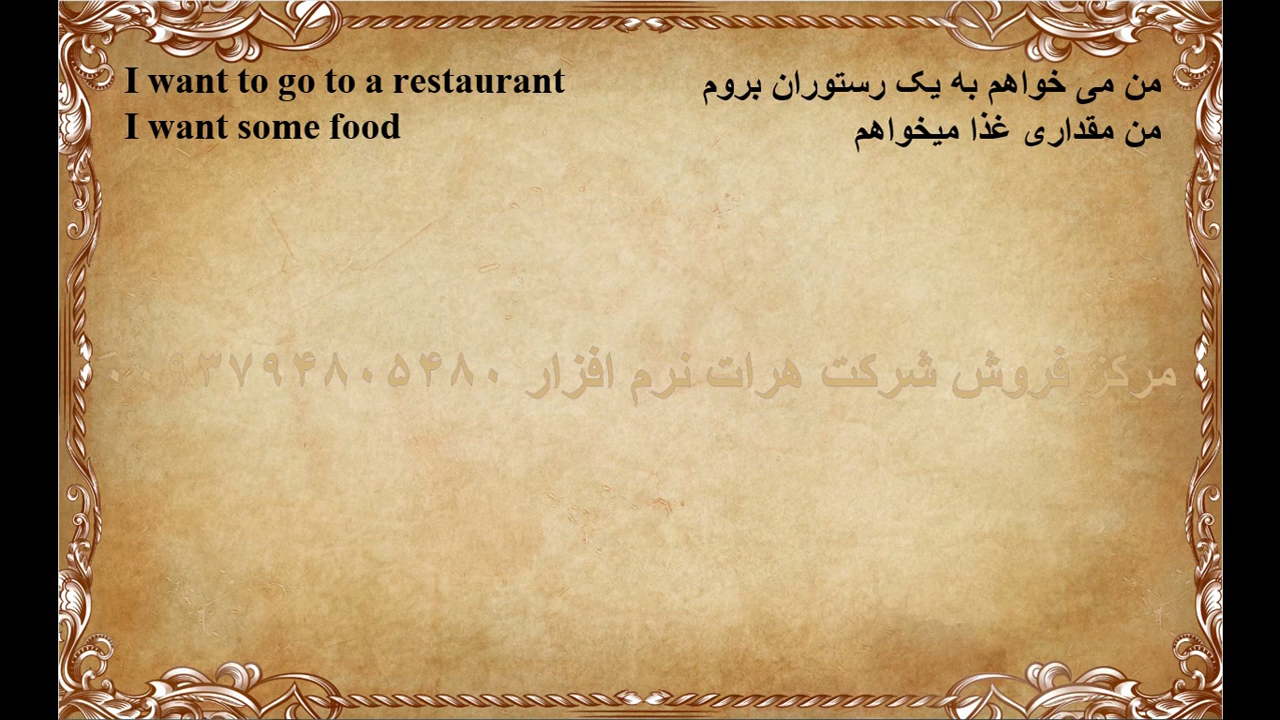 I want to go to a restaurant
من می خواهم به یک رستوران بروم
I want some food
من مقداری غذا میخواهم
مرکز فروش شرکت هرات نرم افزار ۰۰۹۳۷۹۴۸۰۵۴۸۰